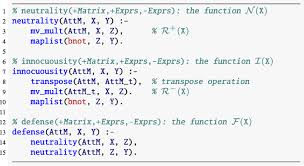 1 % neutrality(+Matrix,+Exprs,-Exprs): the function 𝒩(X)
2 neutrality(AttM, X, Y) :-
3 mv_mult(AttM, X, Z), % ℛ⁺(X)
4 maplist(bnot, Z, Y).
5
6 % innocuousity(+Matrix,+Exprs,-Exprs): the function ℐ(X)
7 innocuousity(AttM, X, Y) :-
8 transpose(AttM, AttM_t), % transpose operation
9 mv_mult(AttM_t, X, Z). % ℛ⁻(X)
10 maplist(bnot, Z, Y).
11
12 % defense(+Matrix,+Exprs,-Exprs): the function ℱ(X)
13 defense(AttM, X, Y) :-
14 neutrality(AttM, X, Z),
15 neutrality(AttM, Z, Y).